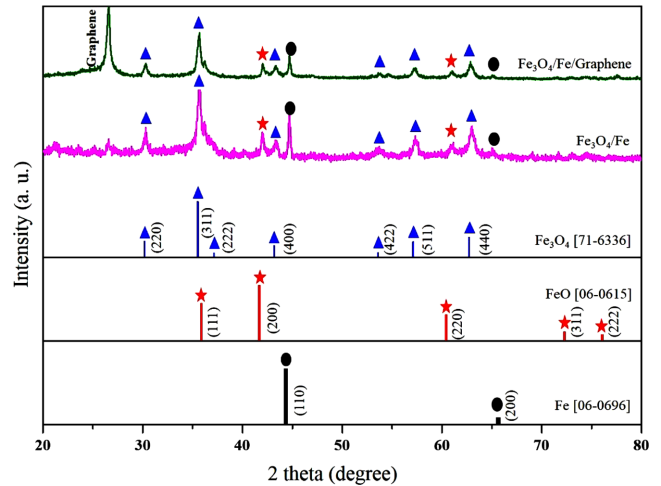 Graphene
Fe₃O₄/Fe/Graphene
Fe₃O₄/Fe
(220)
(311)
(222)
(400)
(422)
(511)
(440)
Fe₃O₄ [71-6336]
FeO [06-0615]
(111)
(200)
(220)
(311)
(222)
(110)
(200)
Fe [06-0696]
Intensity (a. u.)
20 30 40 50 60 70 80
2 theta (degree)